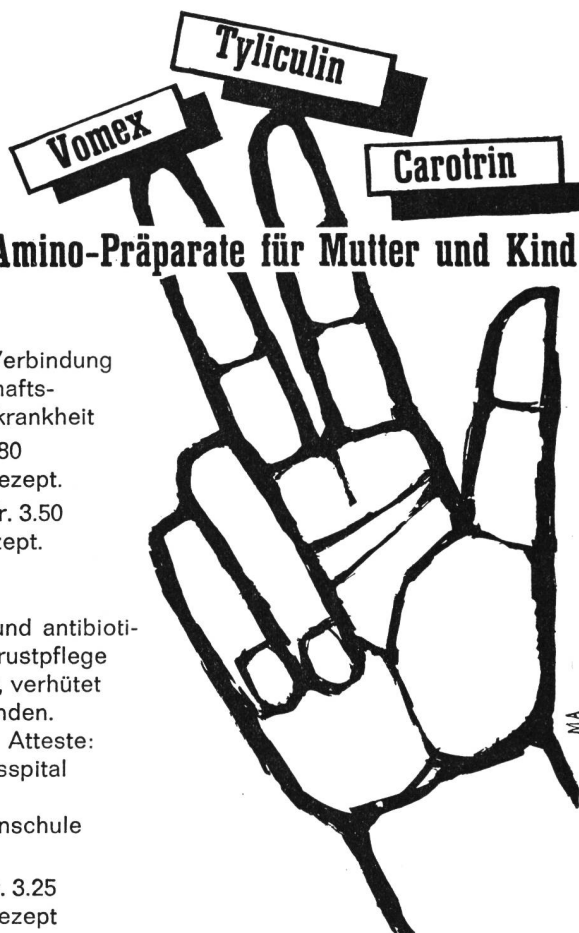 Tyliculin
Vomex
Carotrin
Amino-Präparate für Mutter und Kind
Verbindung
hafts-
krankheit
80
ezept.
r. 3.50
zept.
und antibioti-
rustpflege
, verhütet
nden.
Atteste:
sspital
nschule
. 3.25
ezept
MA